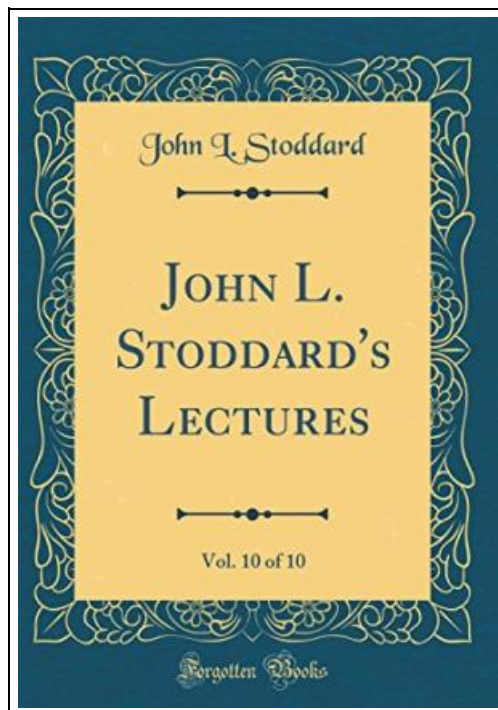 John L. Stoddard
John L.
Stoddard's
Lectures
Vol. 10 of 10
Forgotten Books